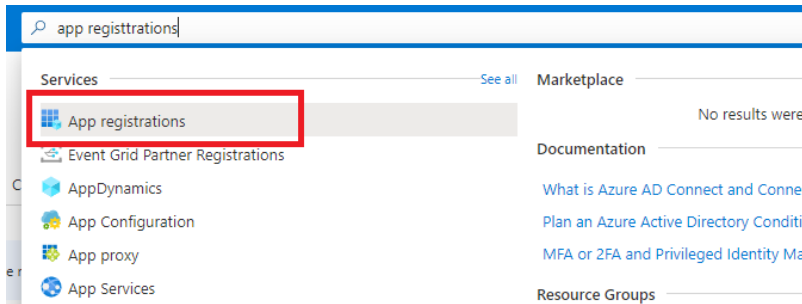 app registtrations
Services
See all
App registrations
Event Grid Partner Registrations
AppDynamics
App Configuration
App proxy
App Services
Marketplace
No results were
Documentation
What is Azure AD Connect and Conne
Plan an Azure Active Directory Conditi
MFA or 2FA and Privileged Identity Ma
Resource Groups